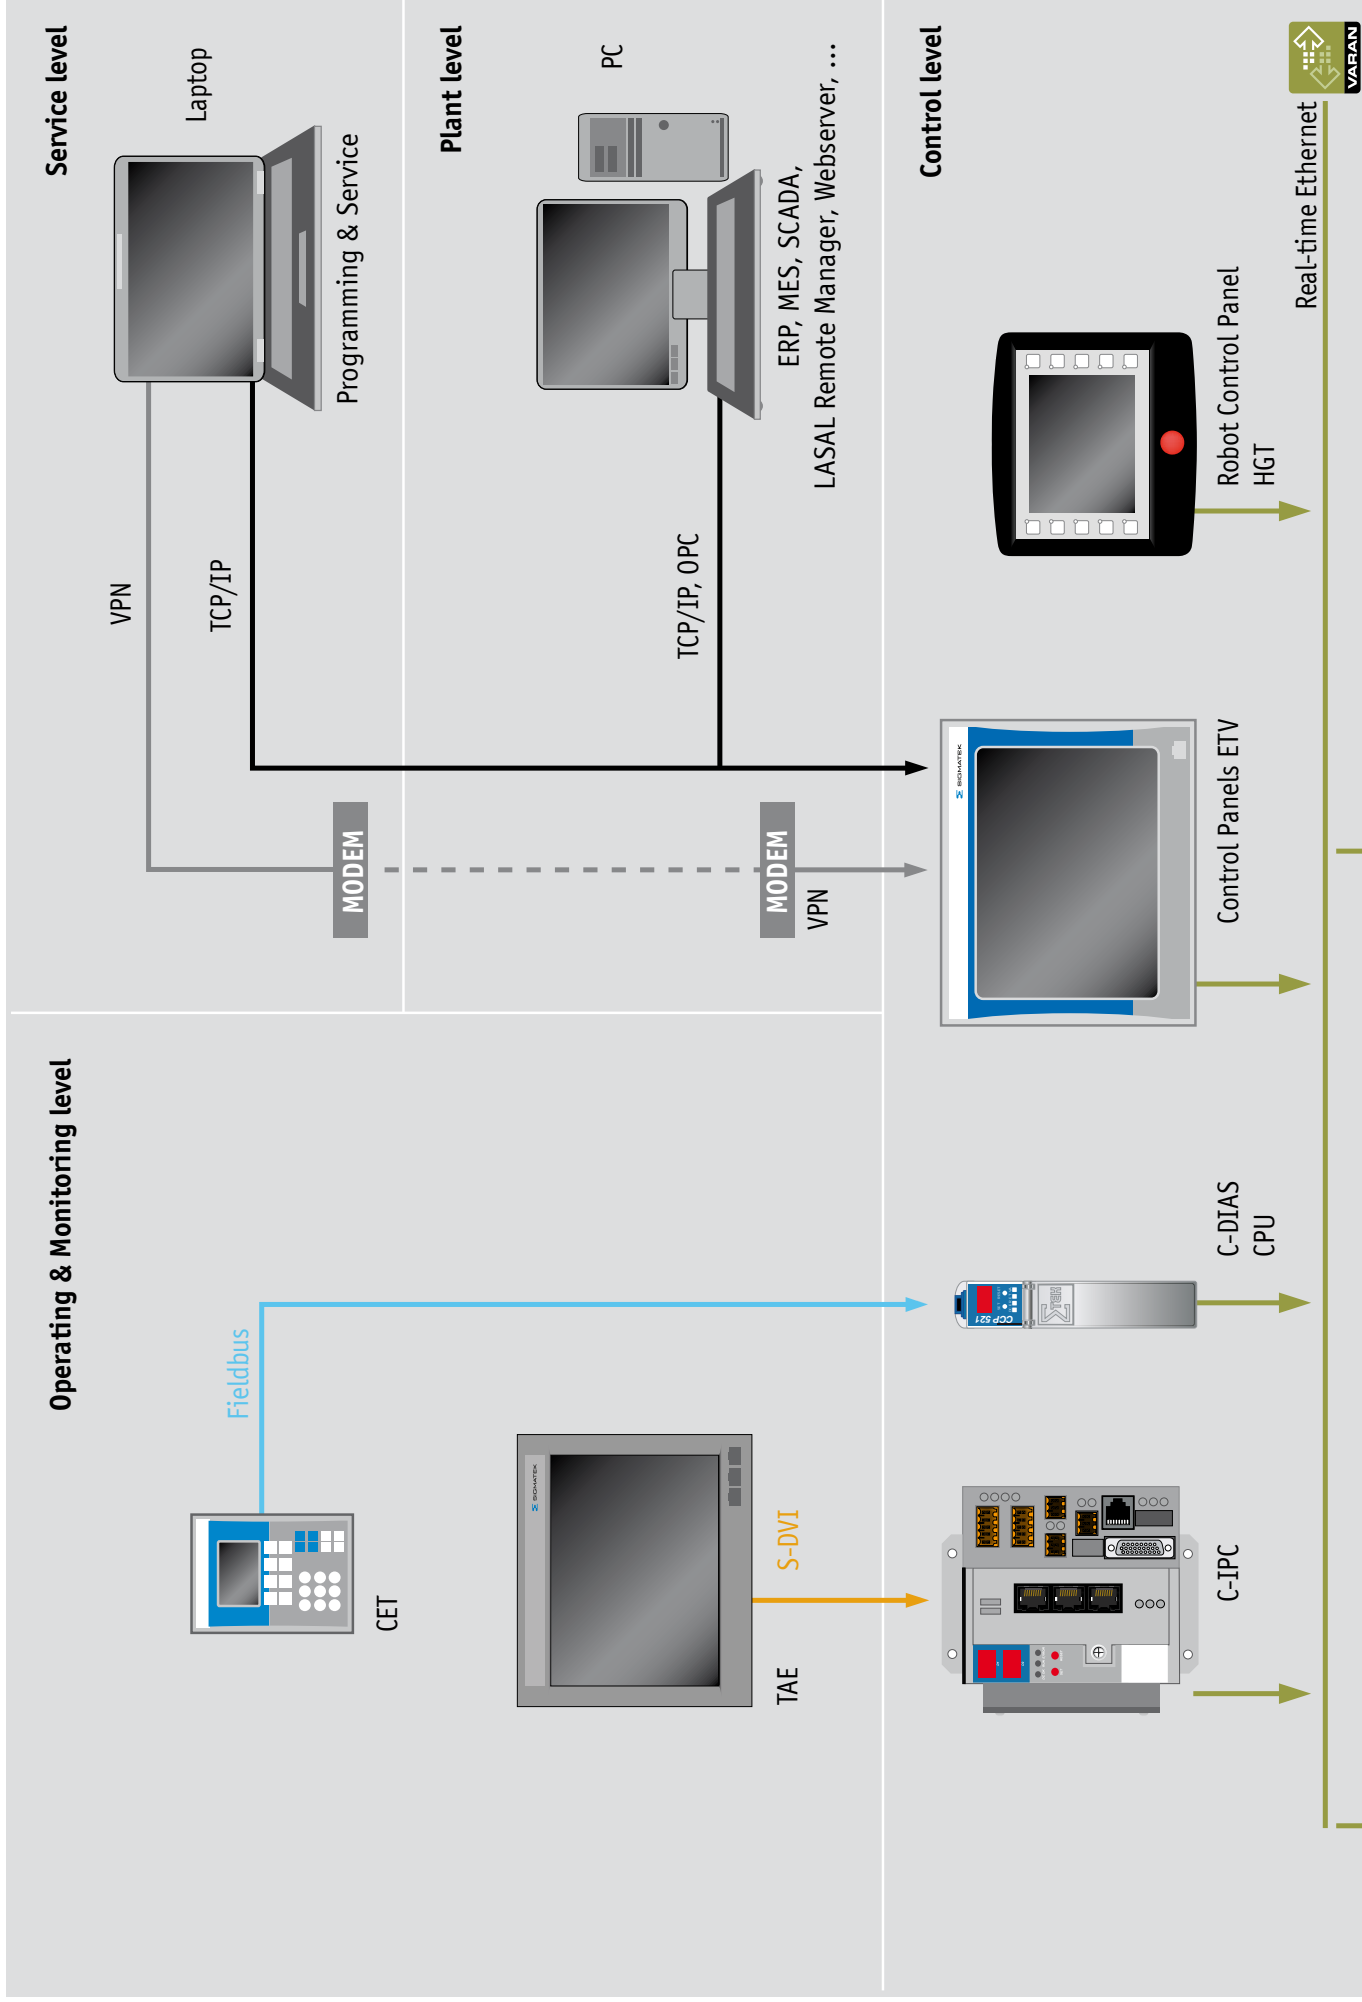 Operating & Monitoring level
Service level
Laptop
VPN
TCP/IP
Fieldbus
CET
MODEM
Programming & Service
Plant level
PC
SIGMATEK
TCP/IP, OPC
TAE
S-DVI
MODEM
VPN
ERP, MES, SCADA,
LASAL Remote Manager, Webserver, ...
Control level
SIGMATEK
CCP 521
C-IPC
C-DIAS
CPU
Control Panels ETV
Robot Control Panel
HGT
Real-time Ethernet
VARAN